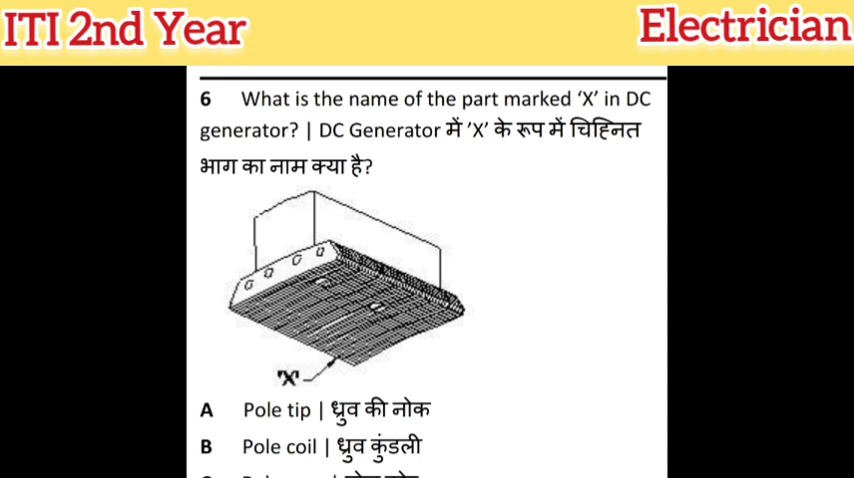 ITI 2nd Year
Electrician
6 What is the name of the part marked ‘X’ in DC
generator? | DC Generator में ’X’ के रूप में चिह्नित
भाग का नाम क्या है?
'X'
A Pole tip | ध्रुव की नोक
B Pole coil | ध्रुव कुंडली